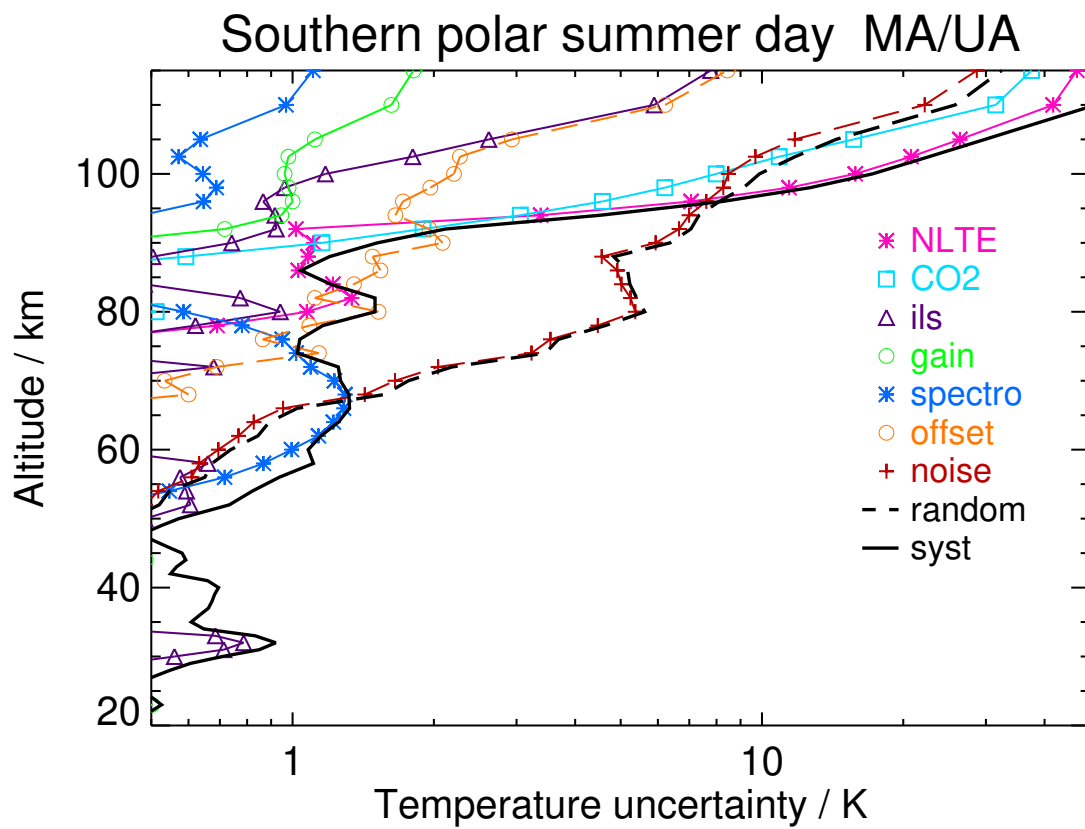 Southern polar summer day MA/UA
Altitude / km
100
80
60
40
20
NLTE
CO2
ils
gain
spectro
offset
noise
random
syst
1
10
Temperature uncertainty / K